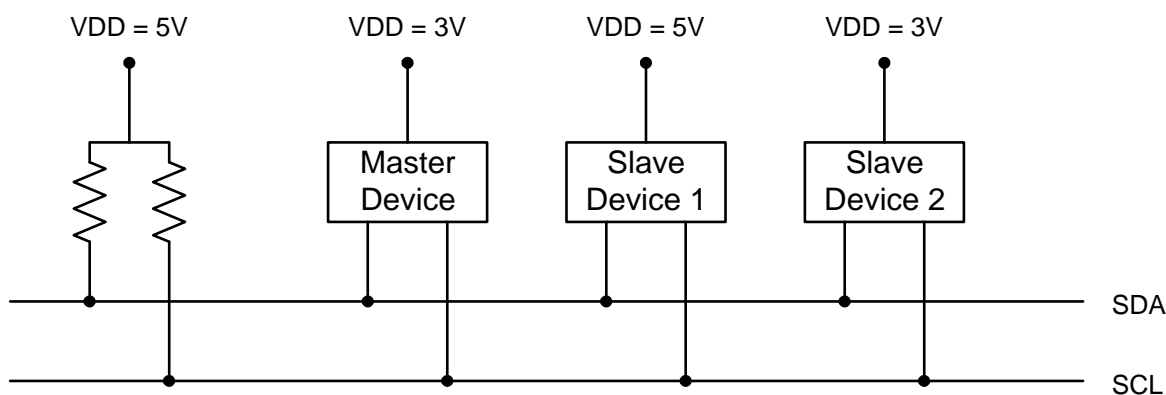 VDD = 5V
VDD = 3V
VDD = 5V
VDD = 3V
Master
Device
Slave
Device 1
Slave
Device 2
SDA
SCL